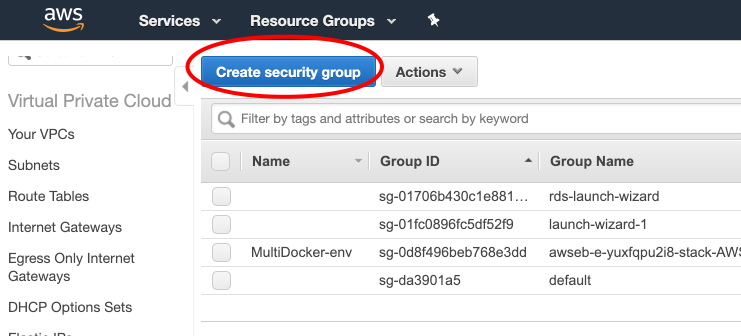 aws Services Resource Groups
Create security group Actions
Virtual Private Cloud
Filter by tags and attributes or search by keyword
Your VPCs
Name Group ID Group Name
Subnets
Route Tables
sg-01706b430c1e881… rds-launch-wizard
Internet Gateways
sg-01fc0896fc5df52f9 launch-wizard-1
Egress Only Internet
Gateways
MultiDocker-env sg-0d8f496beb768e3dd awseb-e-yuxfqpu2i8-stack-AWS
sg-da3901a5 default
DHCP Options Sets
Elastic IPs